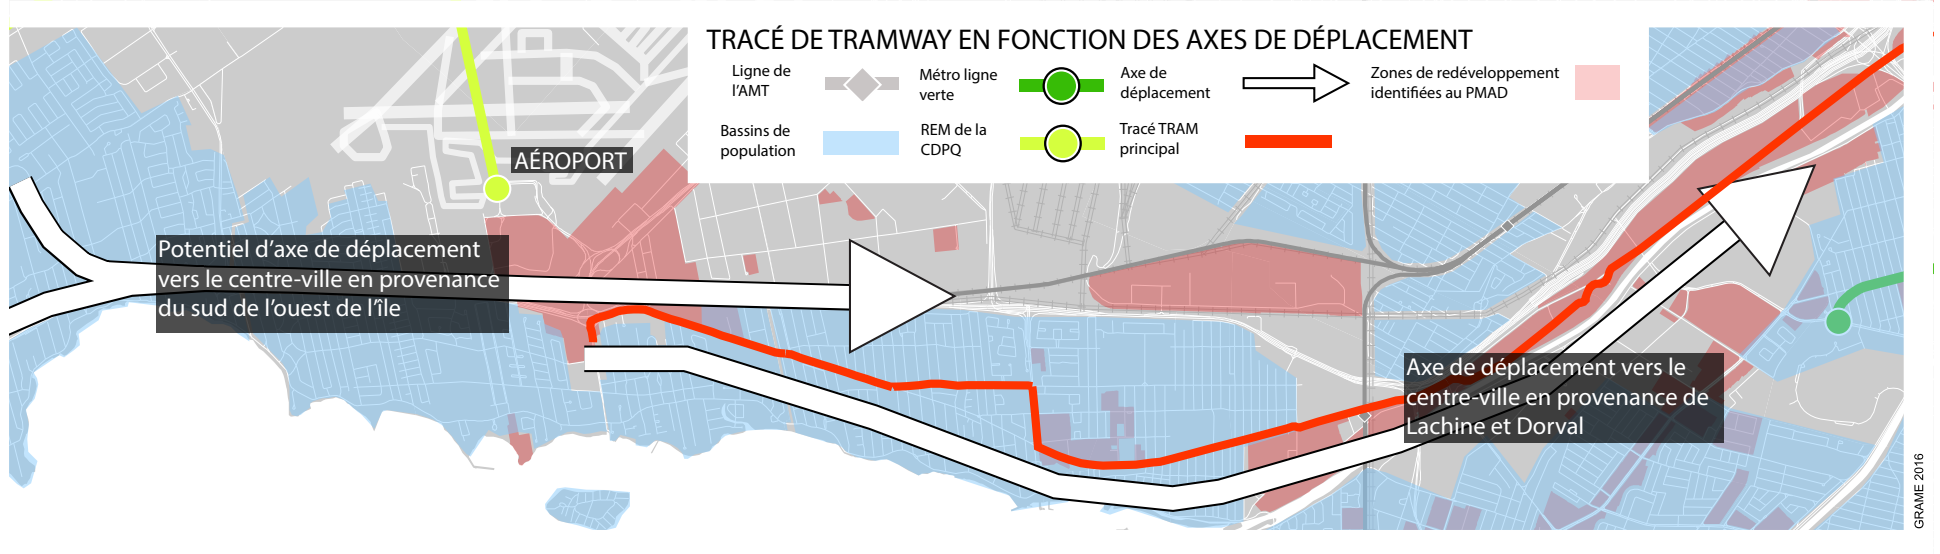 TRACÉ DE TRAMWAY EN FONCTION DES AXES DE DÉPLACEMENT
Ligne de
l'AMT
Métro ligne
verte
Axe de
déplacement
Zones de redéveloppement
identifiées au PMAD
Bassins de
population
REM de la
CDPQ
Tracé TRAM
principal
AÉROPORT
Potentiel d'axe de déplacement
vers le centre-ville en provenance
du sud de l'ouest de l'île
Axe de déplacement vers le
centre-ville en provenance de
Lachine et Dorval
GRAME 2016